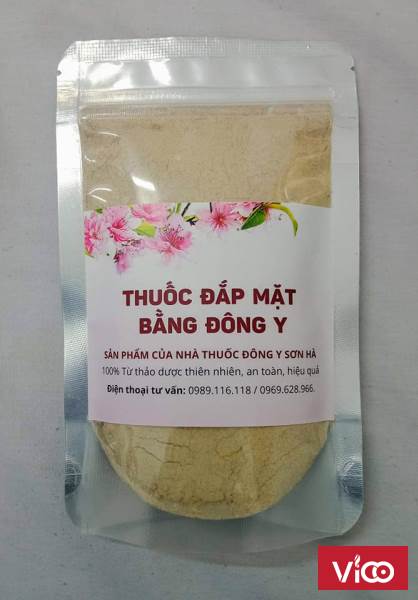 THUỐC ĐẮP MẶT
BẰNG ĐÔNG Y
SẢN PHẨM CỦA NHÀ THUỐC ĐÔNG Y SƠN HÀ
100% Từ thảo dược thiên nhiên, an toàn, hiệu quả
Điện thoại tư vấn: 0989.116.118 / 0969.628.966.
Vioo